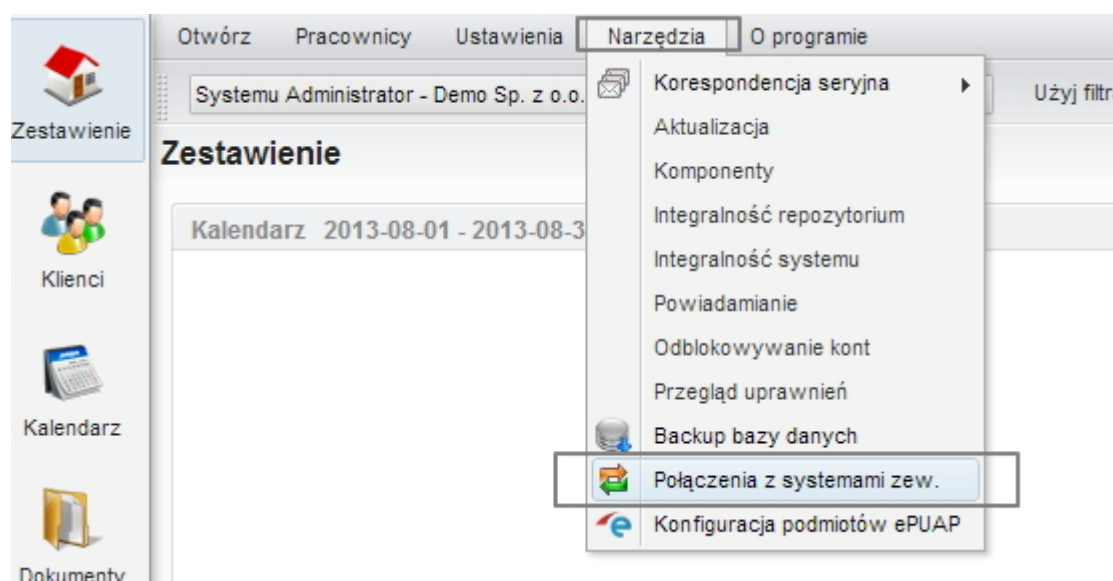 Otwórz Pracownicy Ustawienia Narzędzia O programie
Systemu Administrator - Demo Sp. z o.o.
Użyj filtr
Zestawienie
Zestawienie
Kalendarz 2013-08-01 - 2013-08-3
Klienci
Kalendarz
Dokumenty
Korespondencja seryjna
Aktualizacja
Komponenty
Integralność repozytorium
Integralność systemu
Powiadamianie
Odblokowywanie kont
Przegląd uprawnień
Backup bazy danych
Połączenia z systemami zew.
Konfiguracja podmiotów ePUAP